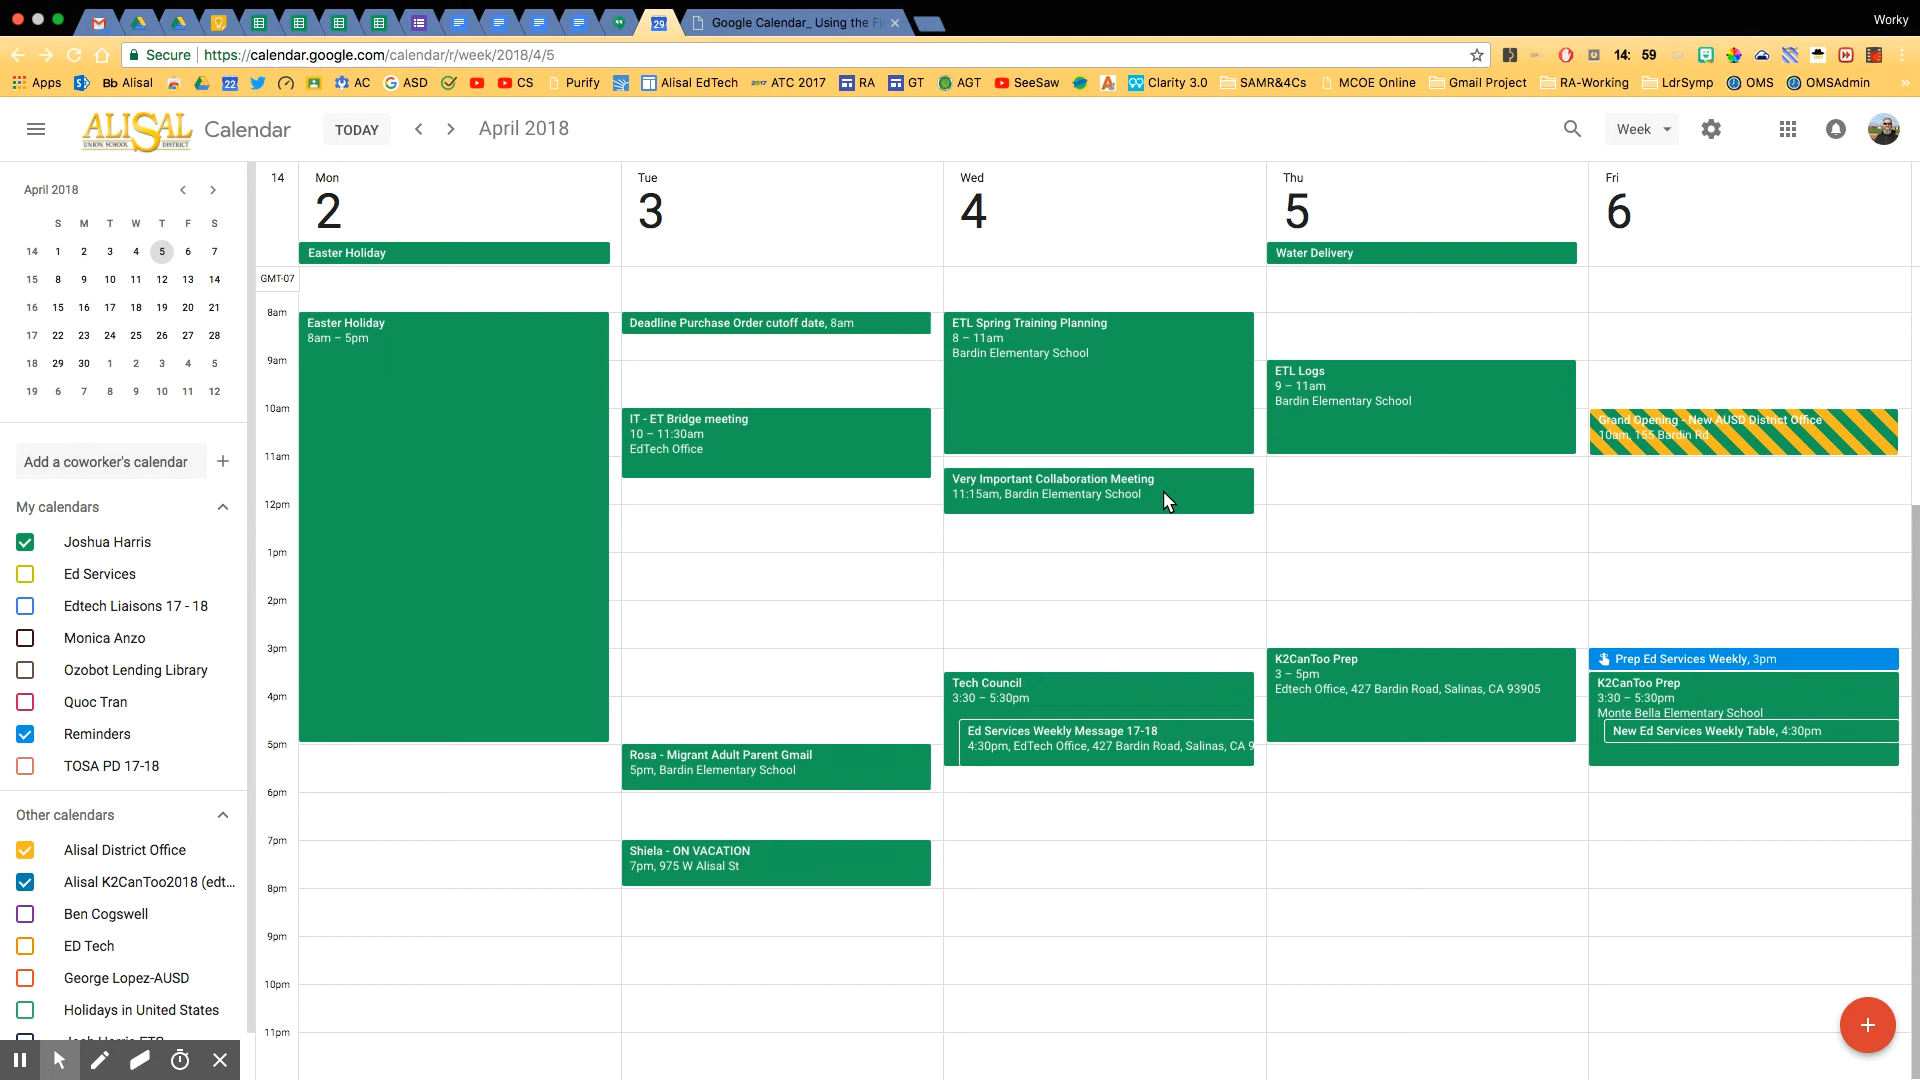 Worky
29
Google Calendar_ Using the Fi
Secure
https://calendar.google.com/calendar/r/week/2018/4/5
14: 59
Apps
Bb Alisal
22
AC
ASD
CS
Purify
Alisal EdTech
2017 ATC 2017
RA
GT
AGT
SeeSaw
Clarity 3.0
SAMR&4Cs
MCOE Online
Gmail Project
RA-Working
LdrSymp
OMS
OMSAdmin
ALISAL
UNION SCHOOL DISTRICT
Calendar
TODAY
April 2018
Week
April 2018
S M T W T F S
14 1 2 3 4 5 6 7
15 8 9 10 11 12 13 14
16 15 16 17 18 19 20 21
17 22 23 24 25 26 27 28
18 29 30 1 2 3 4 5
19 6 7 8 9 10 11 12
Add a coworker's calendar
My calendars
Joshua Harris
Ed Services
Edtech Liaisons 17 - 18
Monica Anzo
Ozobot Lending Library
Quoc Tran
Reminders
TOSA PD 17-18
Other calendars
Alisal District Office
Alisal K2CanToo2018 (edt...
Ben Cogswell
ED Tech
George Lopez-AUSD
Holidays in United States
14
Mon
2
Tue
3
Wed
4
Thu
5
Fri
6
Easter Holiday
Water Delivery
GMT-07
8am
9am
10am
11am
12pm
1pm
2pm
3pm
4pm
5pm
6pm
7pm
8pm
9pm
10pm
11pm
Easter Holiday
8am – 5pm
Deadline Purchase Order cutoff date, 8am
IT - ET Bridge meeting
10 – 11:30am
EdTech Office
Rosa - Migrant Adult Parent Gmail
5pm, Bardin Elementary School
Shiela - ON VACATION
7pm, 975 W Alisal St
ETL Spring Training Planning
8 – 11am
Bardin Elementary School
Very Important Collaboration Meeting
11:15am, Bardin Elementary School
Tech Council
3:30 – 5:30pm
Ed Services Weekly Message 17-18
4:30pm, EdTech Office, 427 Bardin Road, Salinas, CA 9
ETL Logs
9 – 11am
Bardin Elementary School
K2CanToo Prep
3 – 5pm
Edtech Office, 427 Bardin Road, Salinas, CA 93905
Grand Opening - New AUSD District Office
10am, 155 Bardin Rd
Prep Ed Services Weekly, 3pm
K2CanToo Prep
3:30 – 5:30pm
Monte Bella Elementary School
New Ed Services Weekly Table, 4:30pm